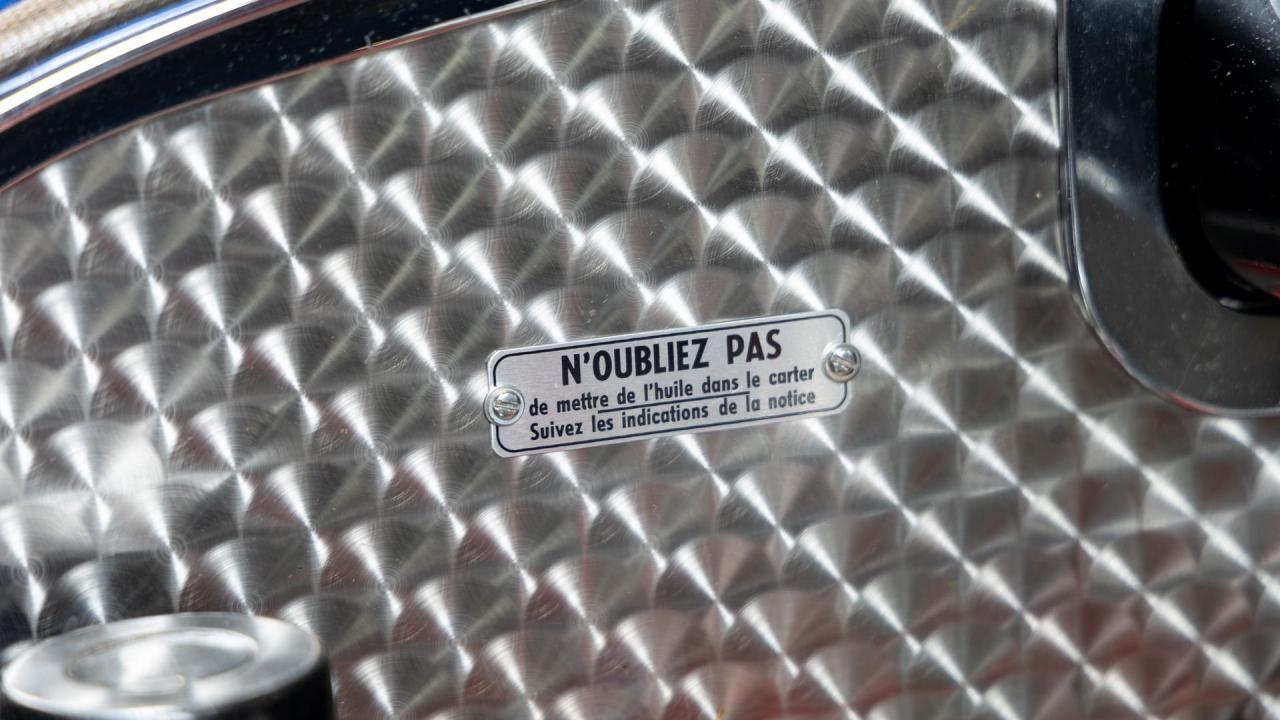 N'OUBLIEZ PAS
de mettre de l'huile dans le carter
Suivez les indications de la notice